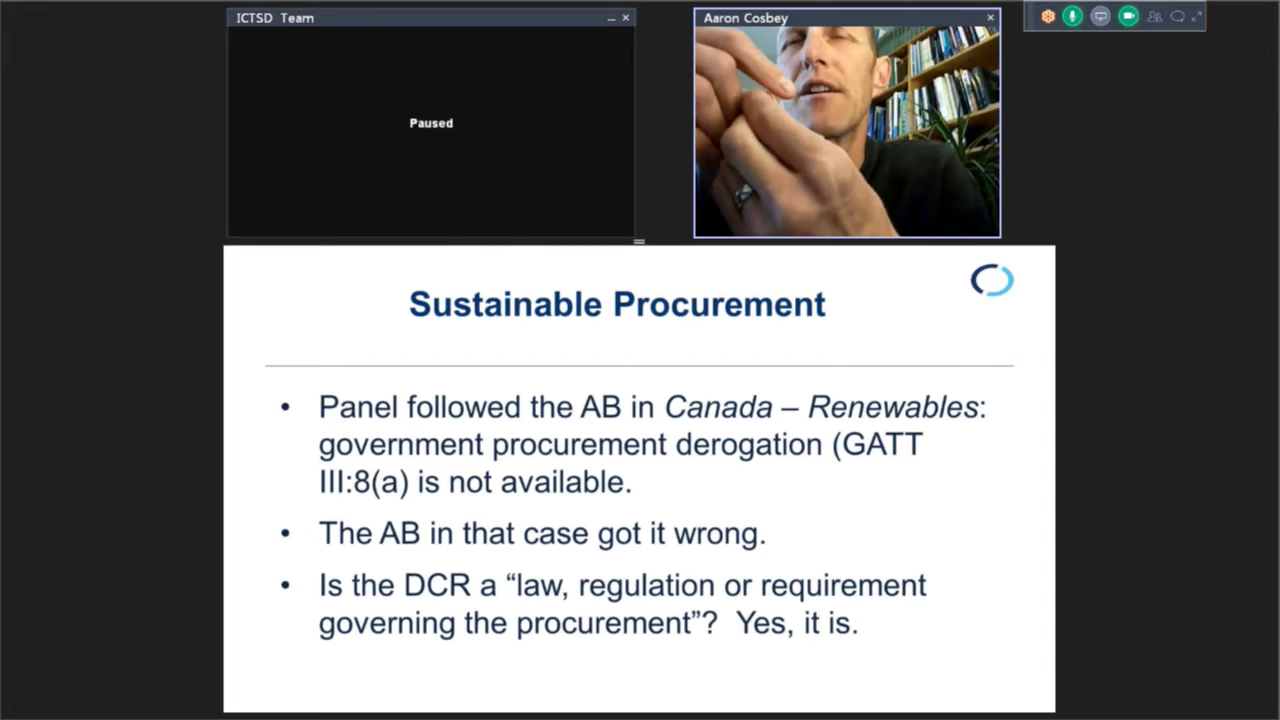 ICTSD Team
Aaron Cosbey
Paused
Sustainable Procurement
• Panel followed the AB in Canada – Renewables:
government procurement derogation (GATT
III:8(a) is not available.
• The AB in that case got it wrong.
• Is the DCR a “law, regulation or requirement
governing the procurement”? Yes, it is.